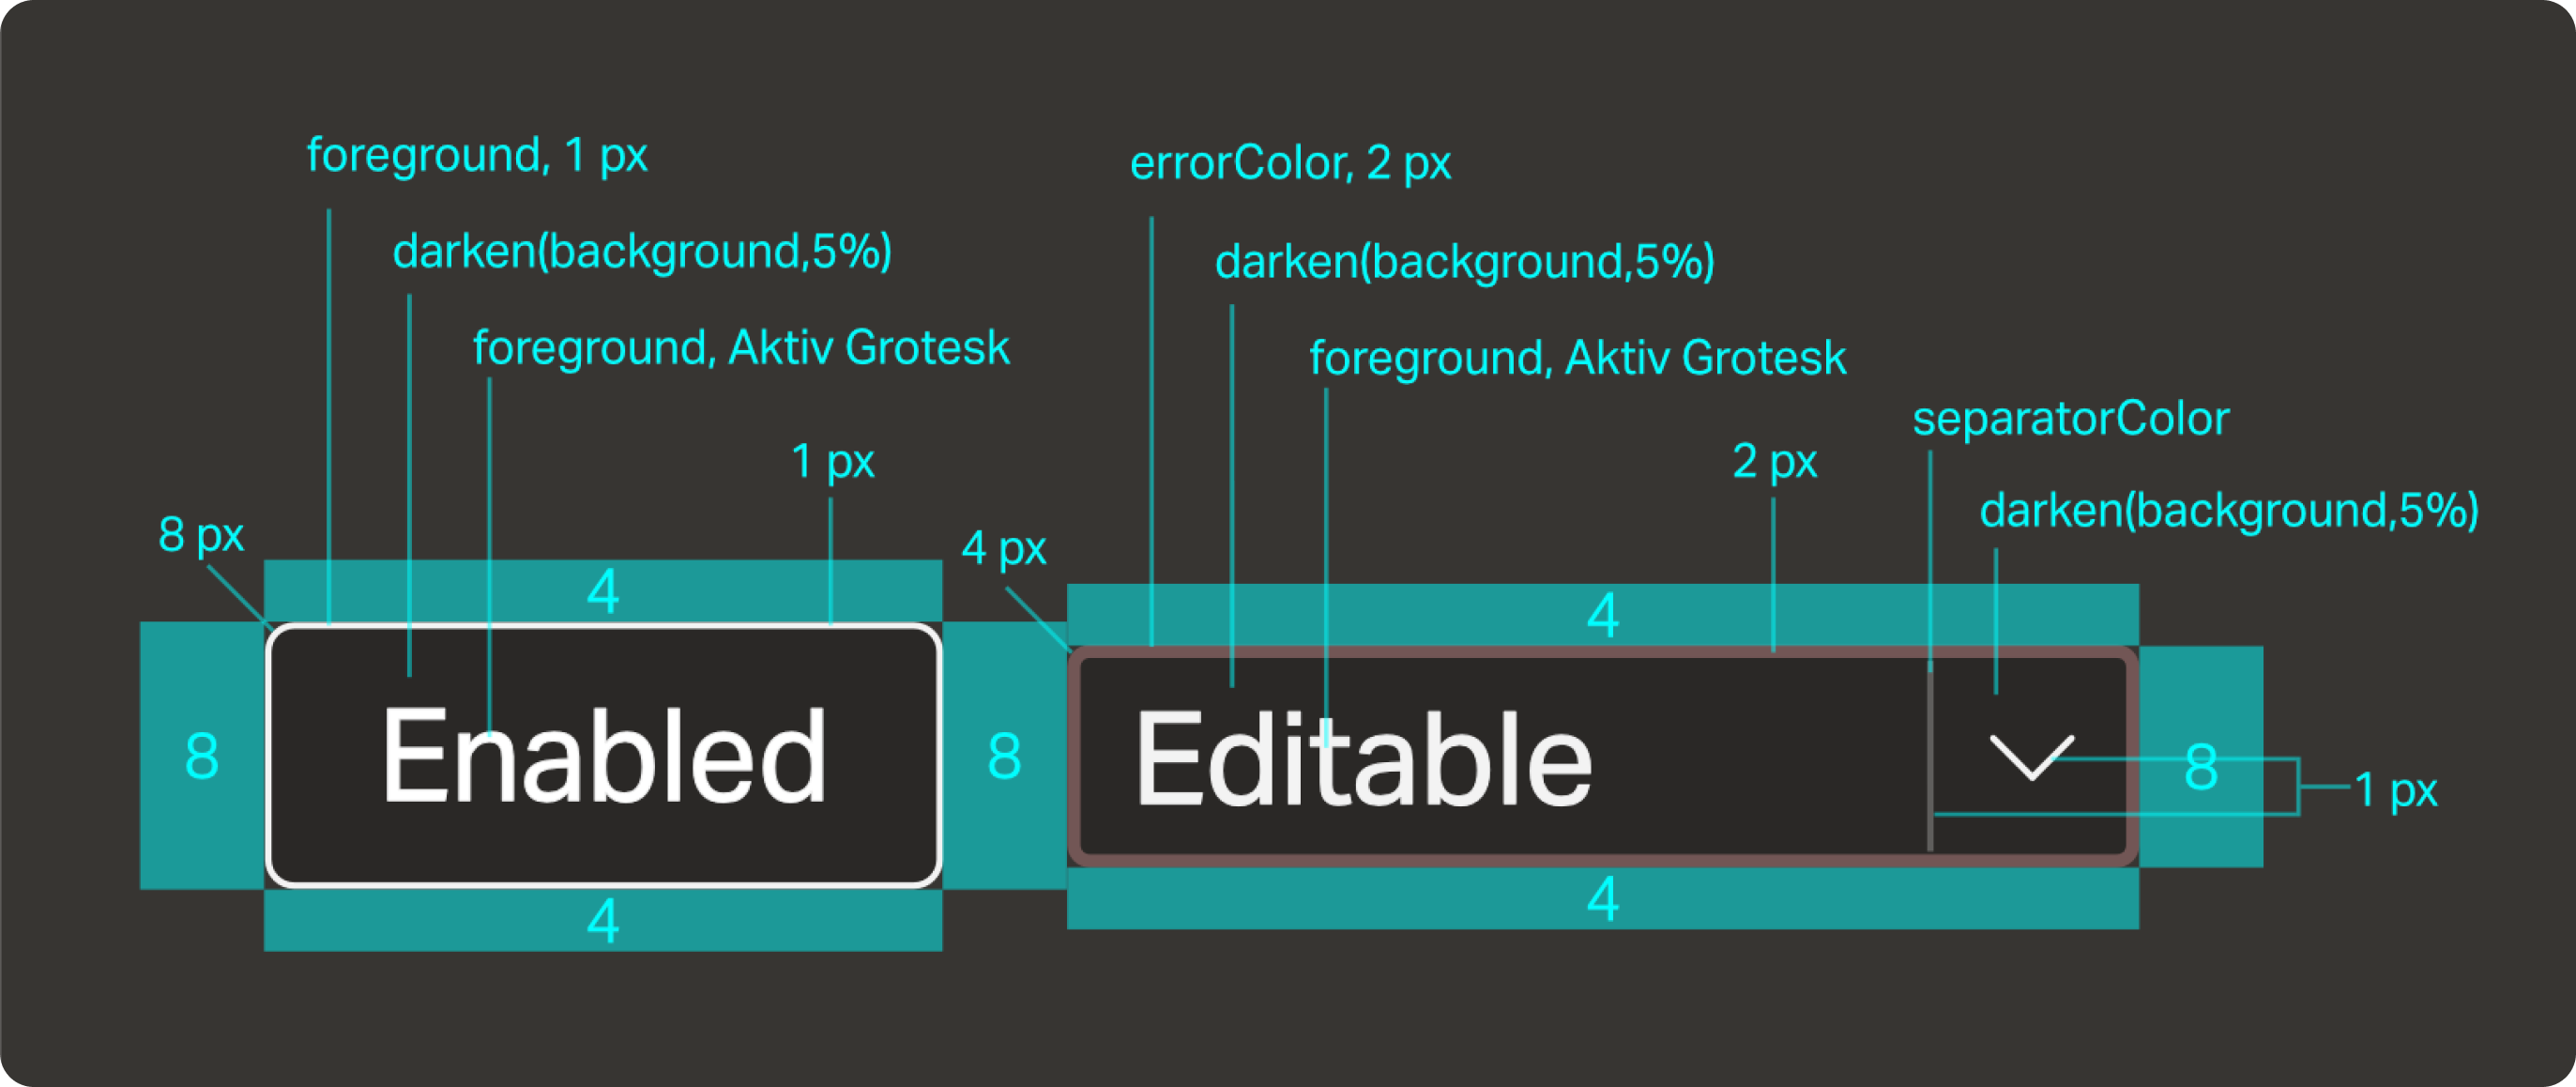 foreground, 1 px
errorColor, 2 px
darken(background,5%)
darken(background,5%)
foreground, Aktiv Grotesk
foreground, Aktiv Grotesk
separatorColor
1 px
2 px
darken(background,5%)
8 px
4 px
4
4
8
Enabled
8
Editable
8
1 px
4
4